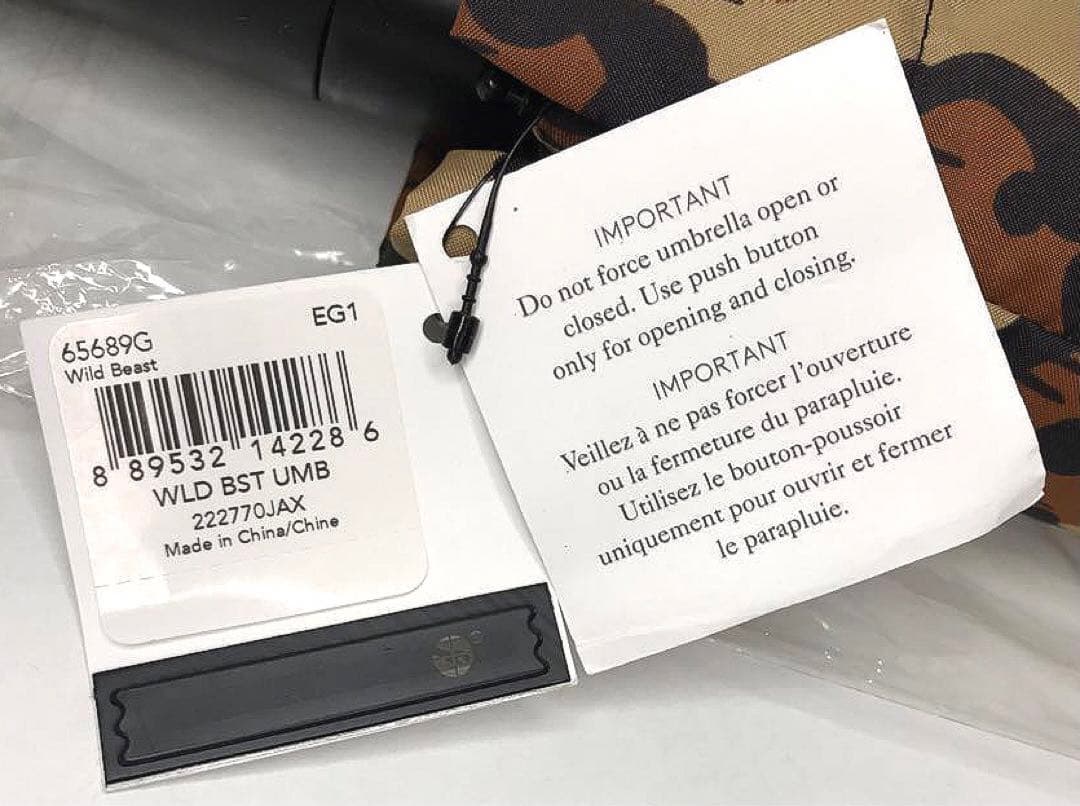 65689G
EG1
Wild Beast
8 89532 14228 6
WLD BST UMB
222770JAX
Made in China/Chine
IMPORTANT
Do not force umbrella open or
closed. Use push button
only for opening and closing.
IMPORTANT
Veillez à ne pas forcer l'ouverture
ou la fermeture du parapluie.
Utilisez le bouton-poussoir
uniquement pour ouvrir et fermer
le parapluie.